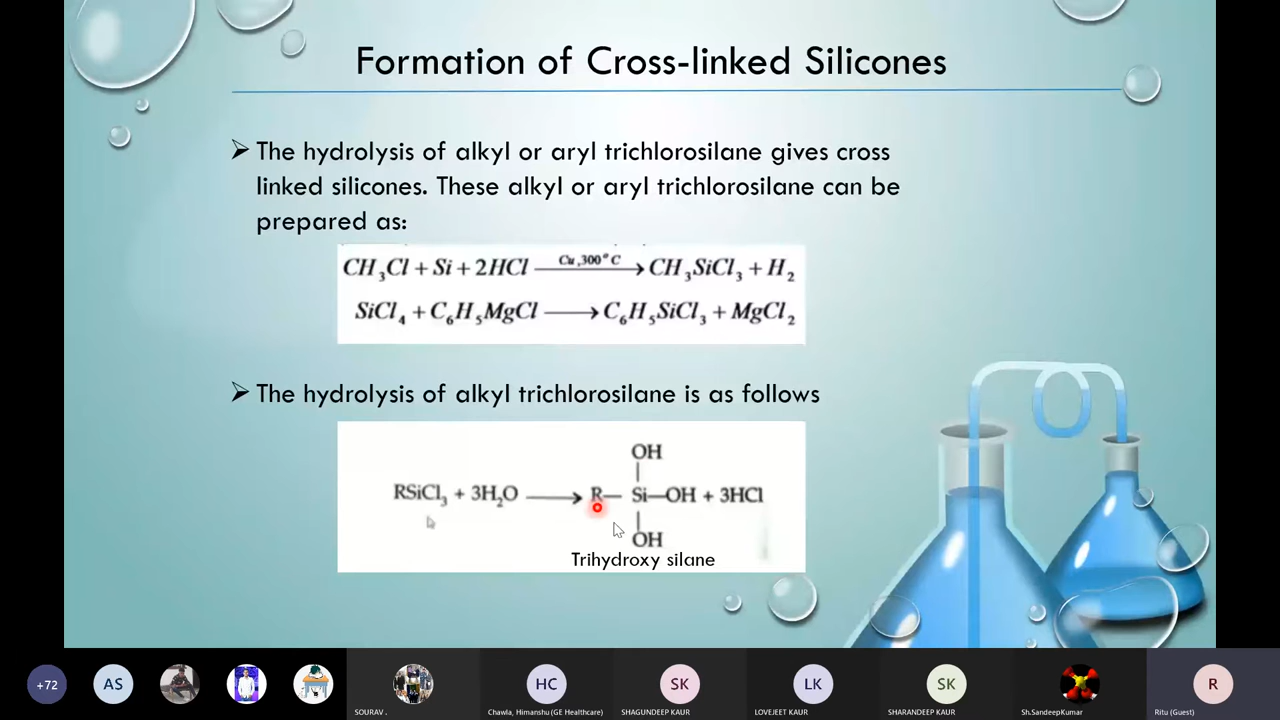 Formation of Cross-linked Silicones
➢ The hydrolysis of alkyl or aryl trichlorosilane gives cross
linked silicones. These alkyl or aryl trichlorosilane can be
prepared as:
Cu,300°C
CH₃Cl + Si + 2HCl ⟶ CH₃SiCl₃ + H₂
SiCl₄ + C₆H₅MgCl ⟶ C₆H₅SiCl₃ + MgCl₂
➢ The hydrolysis of alkyl trichlorosilane is as follows
OH
|
RSiCl₃ + 3H₂O ⟶ R— Si—OH + 3HCl
|
OH
Trihydroxy silane
+72
AS
HC
SK
LK
SK
R
SOURAV .
Chawla, Himanshu (GE Healthcare)
SHAGUNDEEP KAUR
LOVEJEET KAUR
SHARANDEEP KAUR
Sh.SandeepKumar
Ritu (Guest)